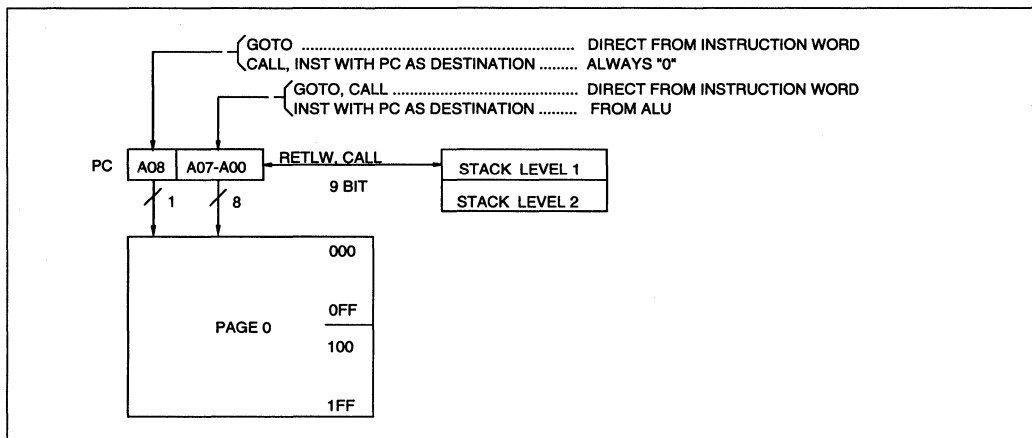 GOTO ........................................................ DIRECT FROM INSTRUCTION WORD
CALL, INST WITH PC AS DESTINATION ......... ALWAYS "0"
GOTO, CALL ...................................... DIRECT FROM INSTRUCTION WORD
INST WITH PC AS DESTINATION ......... FROM ALU
PC A08 A07-A00 RETLW, CALL STACK LEVEL 1
9 BIT
1 8 STACK LEVEL 2
000
0FF
PAGE 0
100
1FF